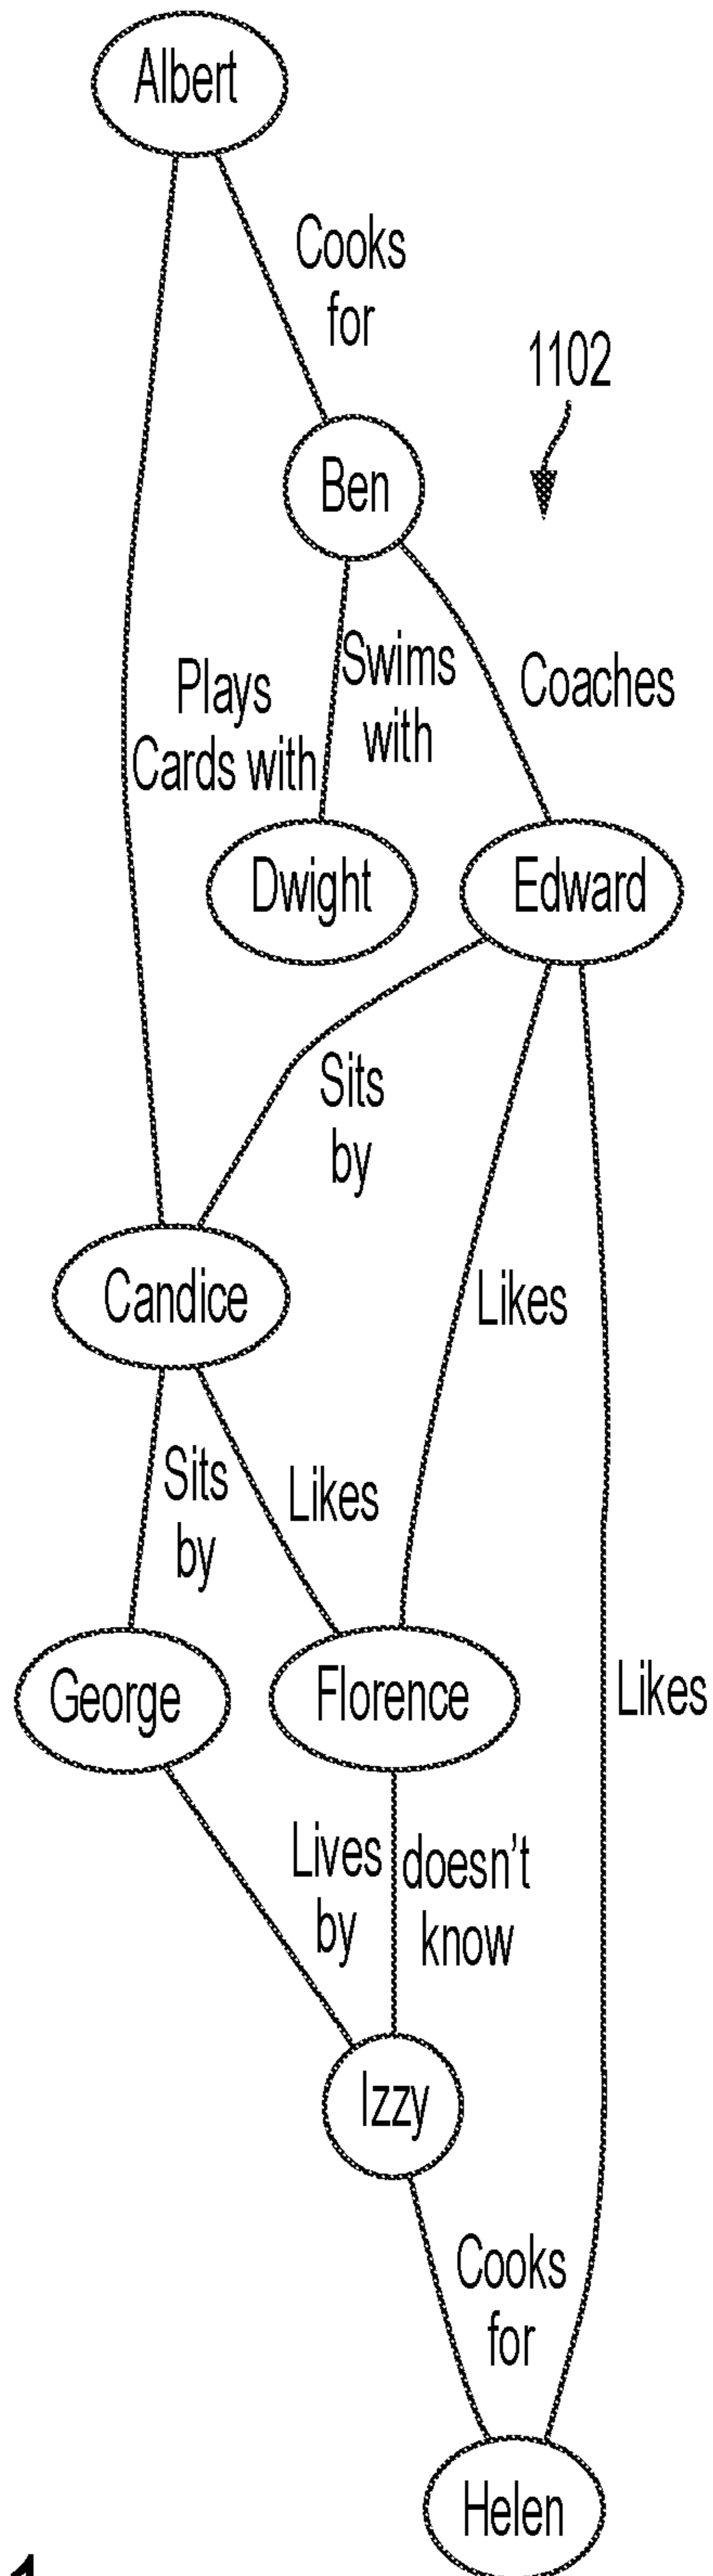 Albert
Cooks
for
1102
Ben
Plays
Cards with
Swims
with
Coaches
Dwight
Edward
Sits
by
Likes
Candice
Sits
by
Likes
George
Florence
Likes
Lives
by
doesn't
know
Izzy
Cooks
for
Helen